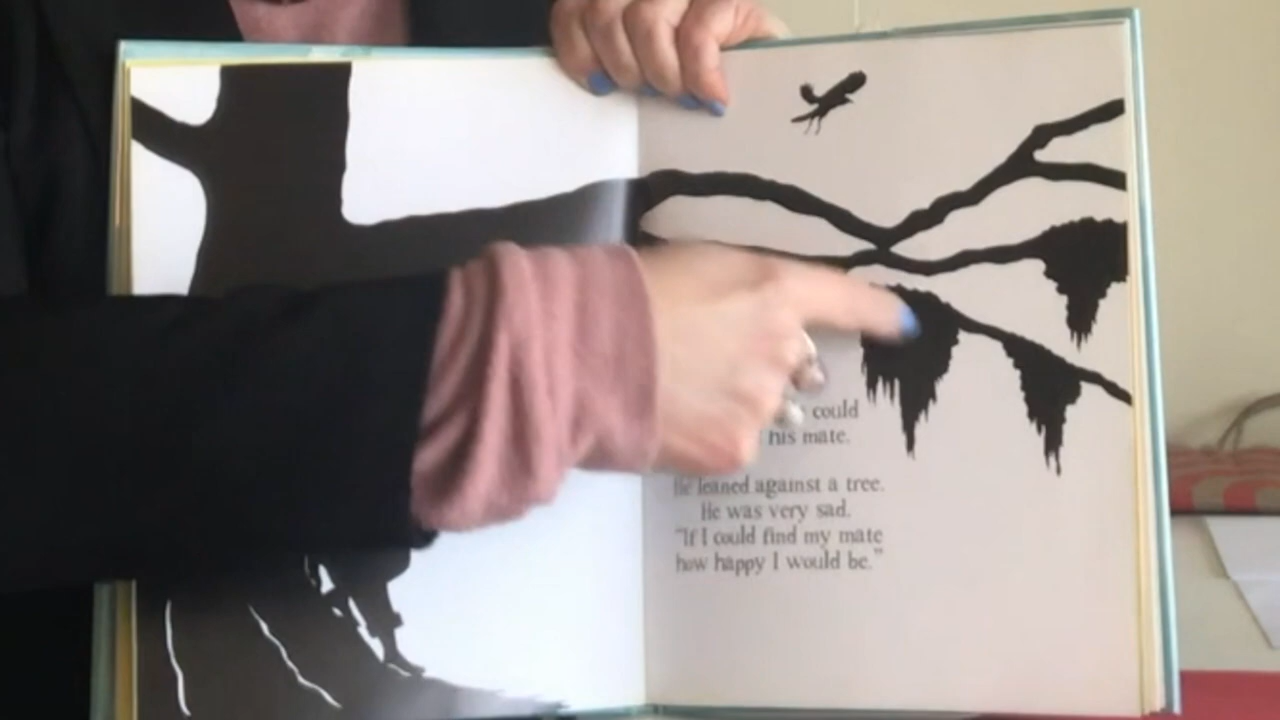 could
his mate.
He leaned against a tree.
He was very sad.
"If I could find my mate
how happy I would be."